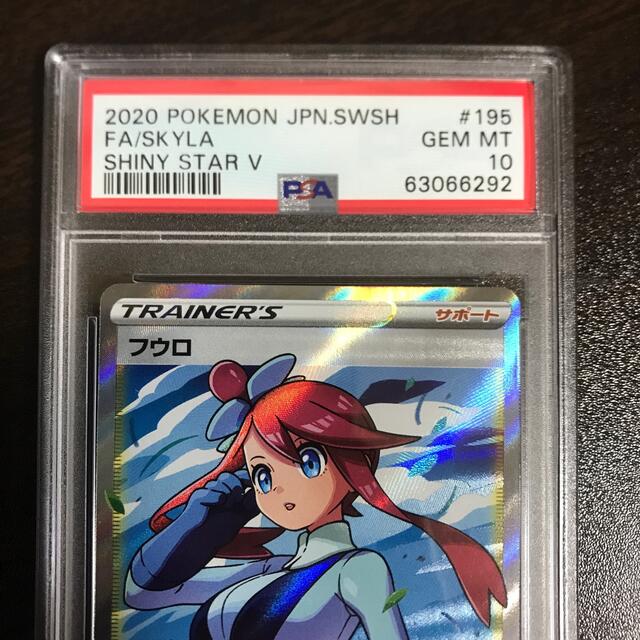 2020 POKEMON JPN.SWSH #195
FA/SKYLA GEM MT
SHINY STAR V 10
PSA 63066292
TRAINER'S サポート
フウロ